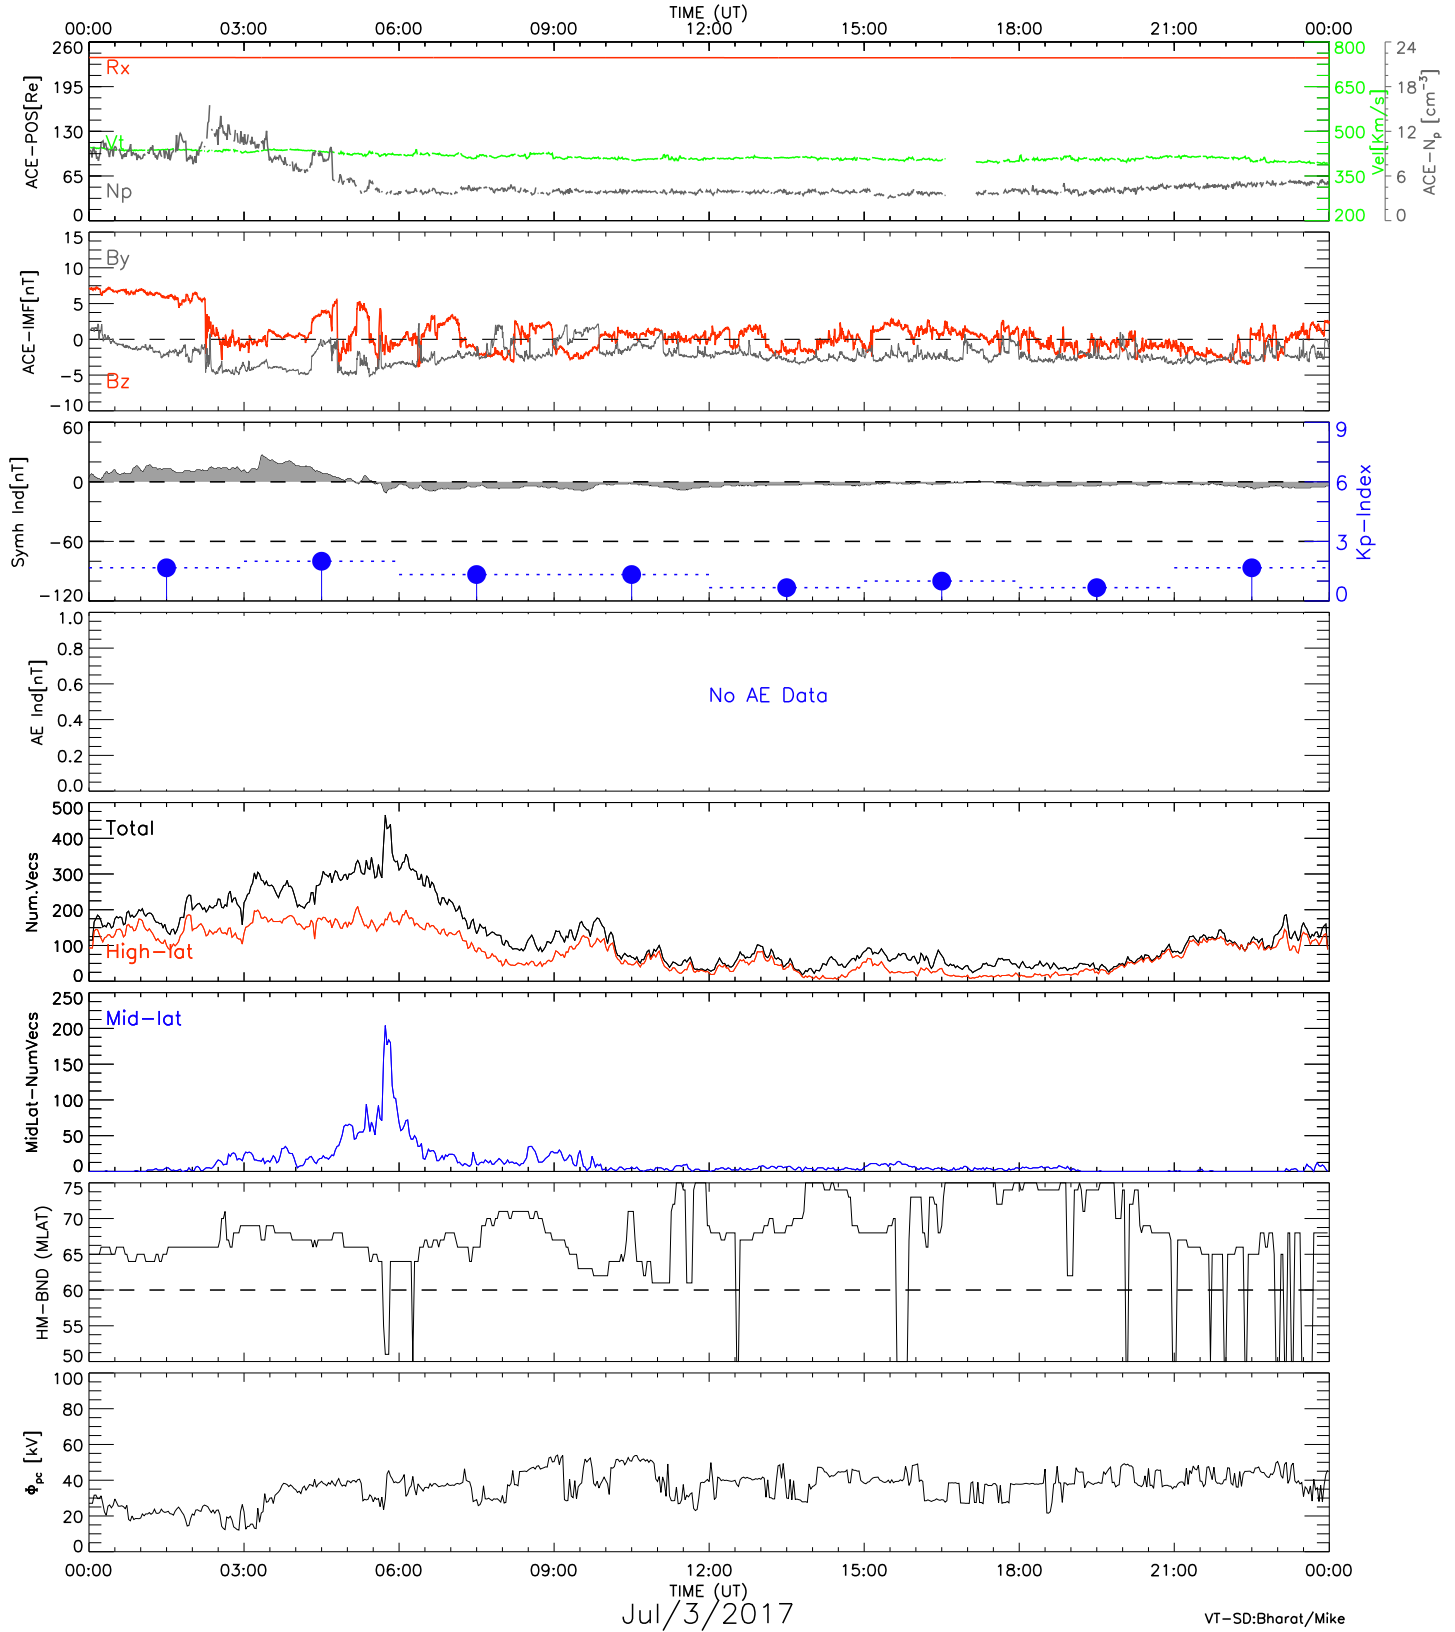 TIME (UT)
00:00 03:00 06:00 09:00 12:00 15:00 18:00 21:00 00:00
260 195 130 65 0
ACE-POS[Re]
Rx
Vt
Np
800 650 500 350 200
Vel[Km/s]
24 18 12 6 0
ACE-Np [cm-3]
15 10 5 0 -5 -10
ACE-IMF[nT]
By
Bz
60 0 -60 -120
Symh Ind[nT]
9 6 3 0
Kp-Index
1.0 0.8 0.6 0.4 0.2 0.0
AE Ind[nT]
No AE Data
500 400 300 200 100 0
Num.Vecs
Total
High-lat
250 200 150 100 50 0
MidLat-NumVecs
Mid-lat
75 70 65 60 55 50
HM-BND (MLAT)
100 80 60 40 20 0
Φpc [kV]
00:00 03:00 06:00 09:00 12:00 15:00 18:00 21:00 00:00
TIME (UT)
Jul/3/2017
VT-SD:Bharat/Mike